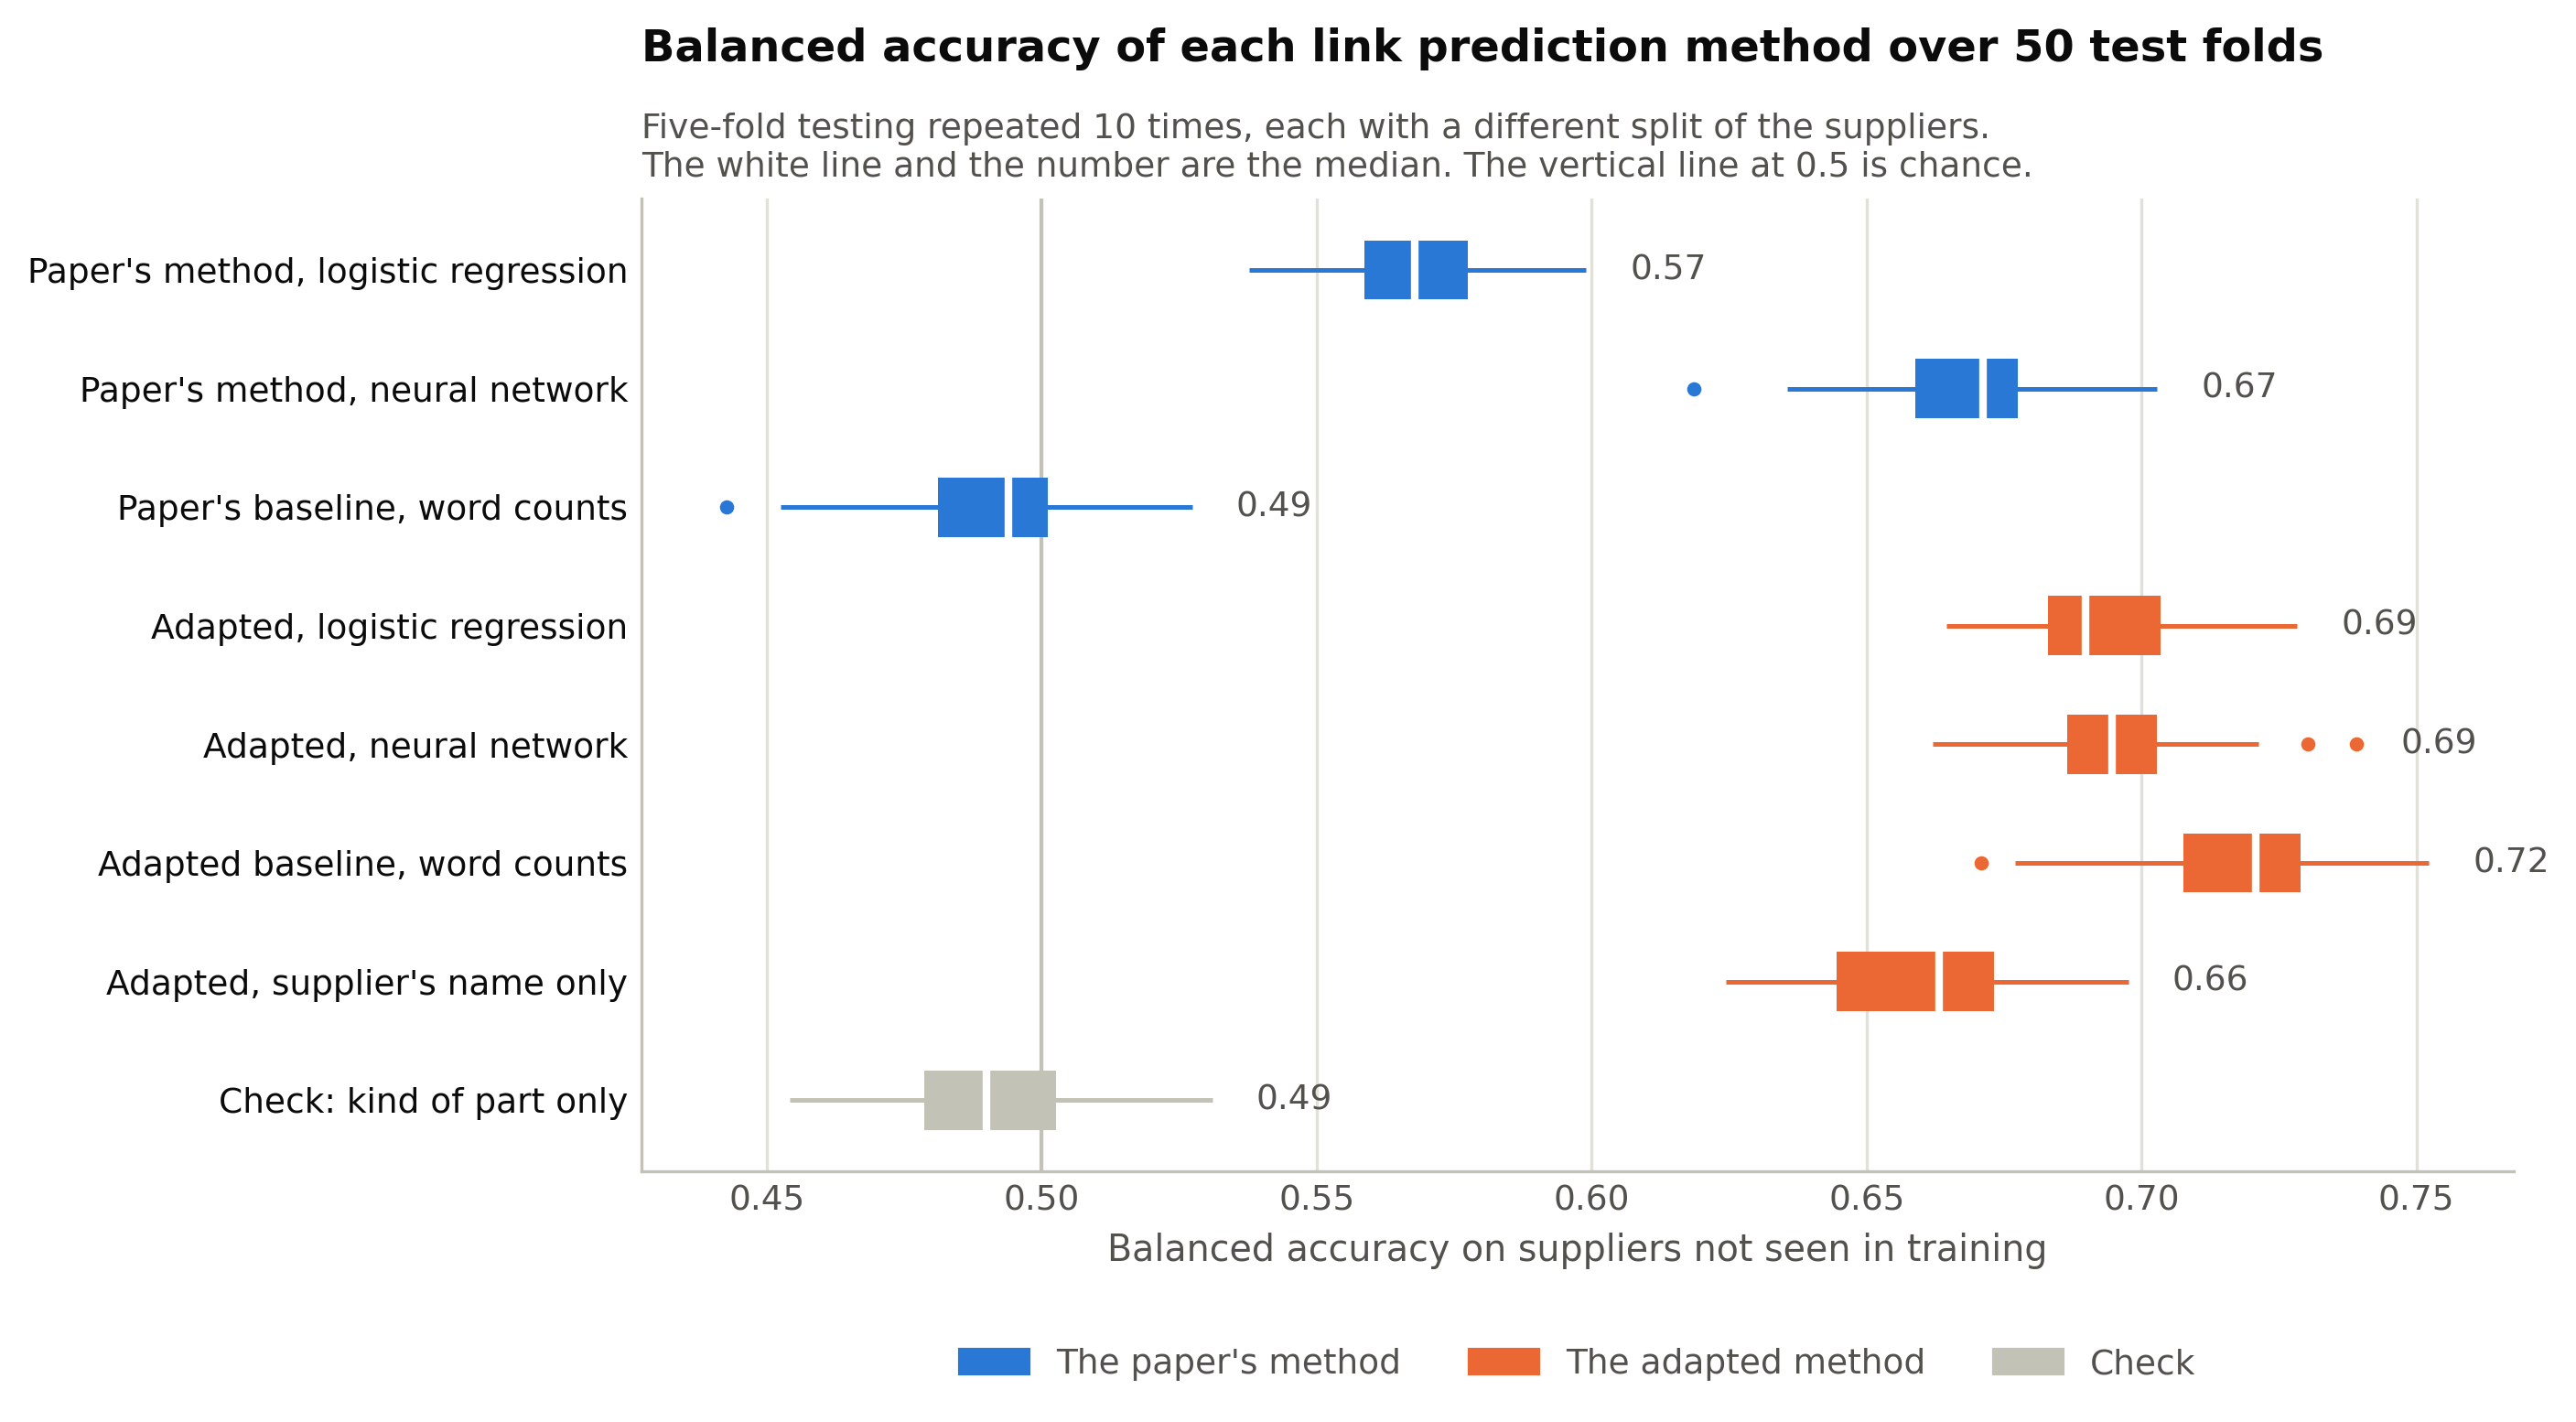 Balanced accuracy of each link prediction method over 50 test folds
Five-fold testing repeated 10 times, each with a different split of the suppliers.
The white line and the number are the median. The vertical line at 0.5 is chance.
Paper's method, logistic regression
0.57
Paper's method, neural network
0.67
Paper's baseline, word counts
0.49
Adapted, logistic regression
0.69
Adapted, neural network
0.69
Adapted baseline, word counts
0.72
Adapted, supplier's name only
0.66
Check: kind of part only
0.49
0.45 0.50 0.55 0.60 0.65 0.70 0.75
Balanced accuracy on suppliers not seen in training
The paper's method The adapted method Check